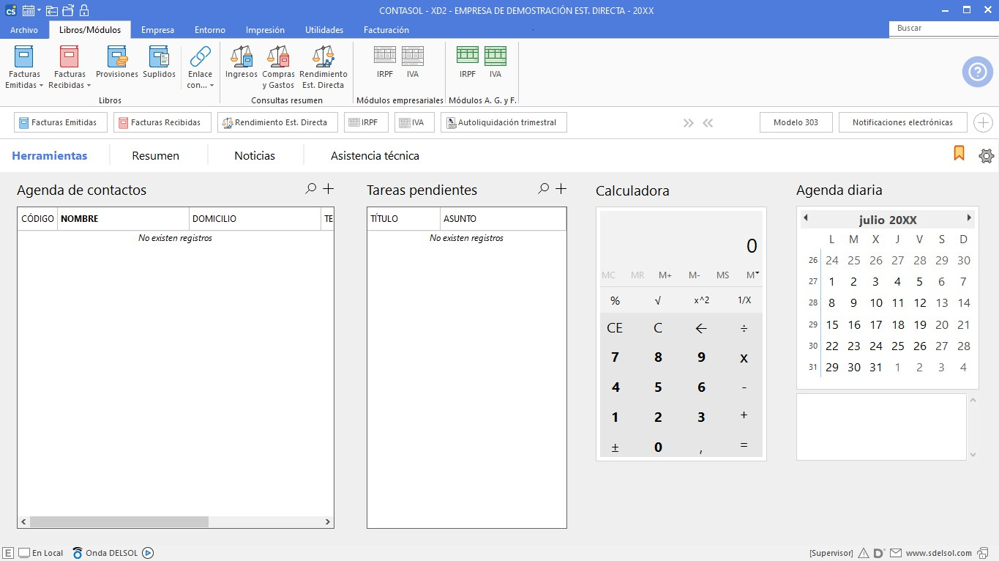 CS CONTASOL - XD2 - EMPRESA DE DEMOSTRACIÓN EST. DIRECTA - 20XX
Archivo Libros/Módulos Empresa Entorno Impresión Utilidades Facturación Buscar
Facturas Emitidas Facturas Recibidas Provisiones Suplidos Enlace con...
Ingresos Compras y Gastos Rendimiento Est. Directa
IRPF IVA IRPF IVA
Libros Consultas resumen Módulos empresariales Módulos A. G. y F.
Facturas Emitidas Facturas Recibidas Rendimiento Est. Directa IRPF IVA Autoliquidación trimestral Modelo 303 Notificaciones electrónicas
Herramientas Resumen Noticias Asistencia técnica
Agenda de contactos
CÓDIGO NOMBRE DOMICILIO TE
No existen registros
Tareas pendientes
TÍTULO ASUNTO
No existen registros
Calculadora
0
MC MR M+ M- MS M
% √ x^2 1/X
CE C ← ÷
7 8 9 x
4 5 6 -
1 2 3 +
± 0 , =
Agenda diaria
julio 20XX
L M X J V S D
26 24 25 26 27 28 29 30
27 1 2 3 4 5 6 7
28 8 9 10 11 12 13 14
29 15 16 17 18 19 20 21
30 22 23 24 25 26 27 28
31 29 30 31 1 2 3 4
E En Local Onda DELSOL [Supervisor] D www.sdelsol.com